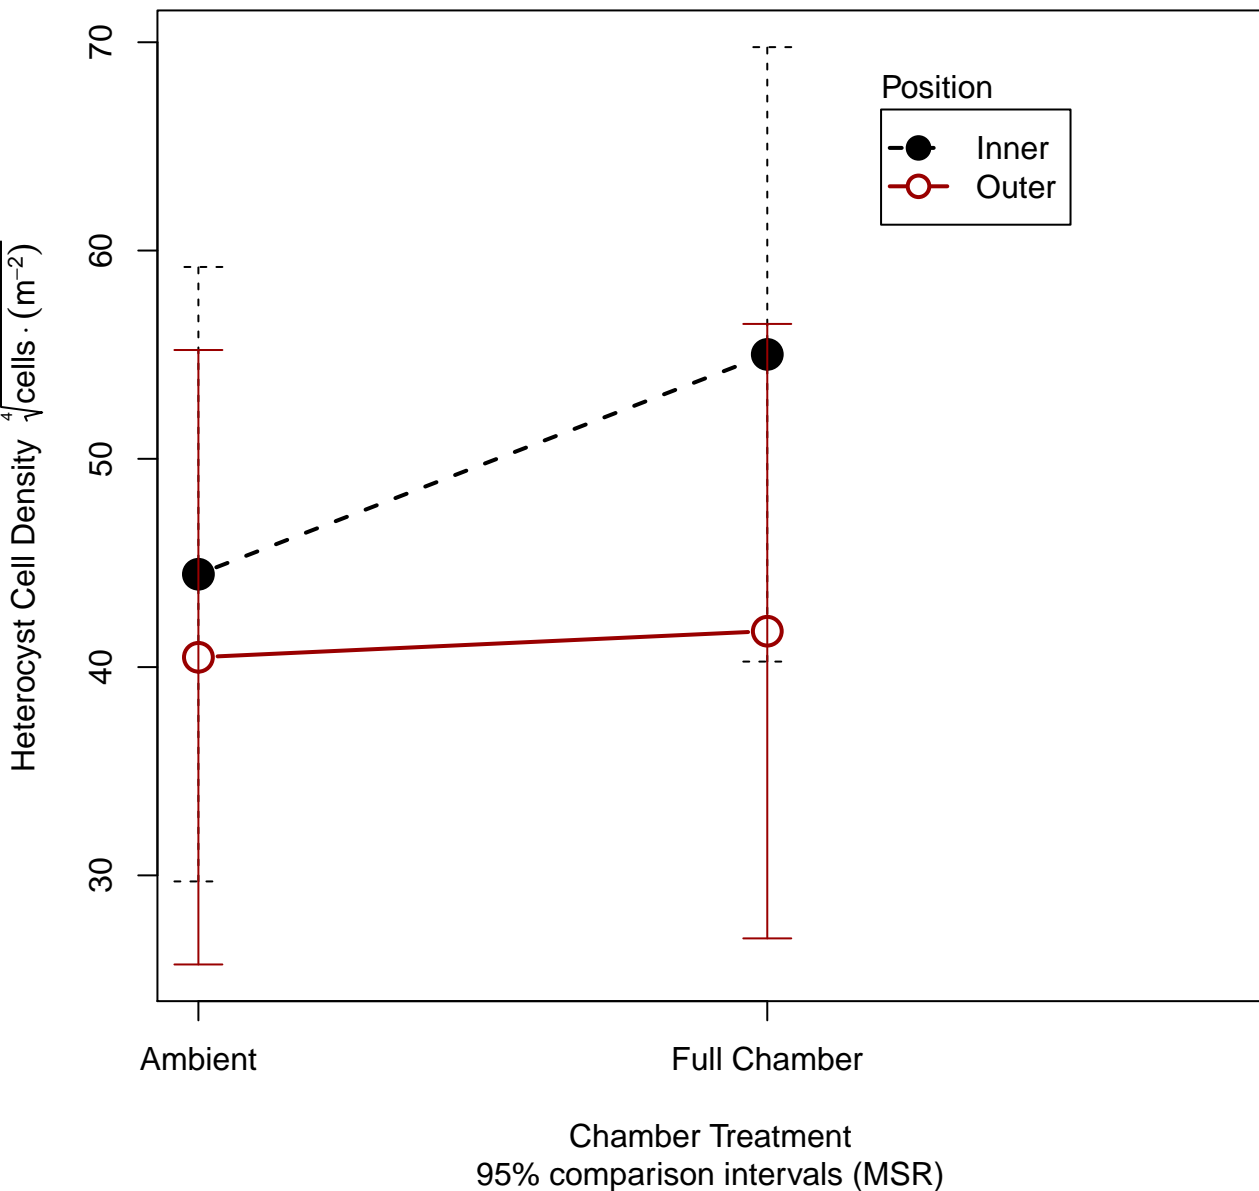 70
60
50
40
30
Heterocyst Cell Density ∜cells · (m⁻²)
Position
Inner
Outer
Ambient
Full Chamber
Chamber Treatment
95% comparison intervals (MSR)